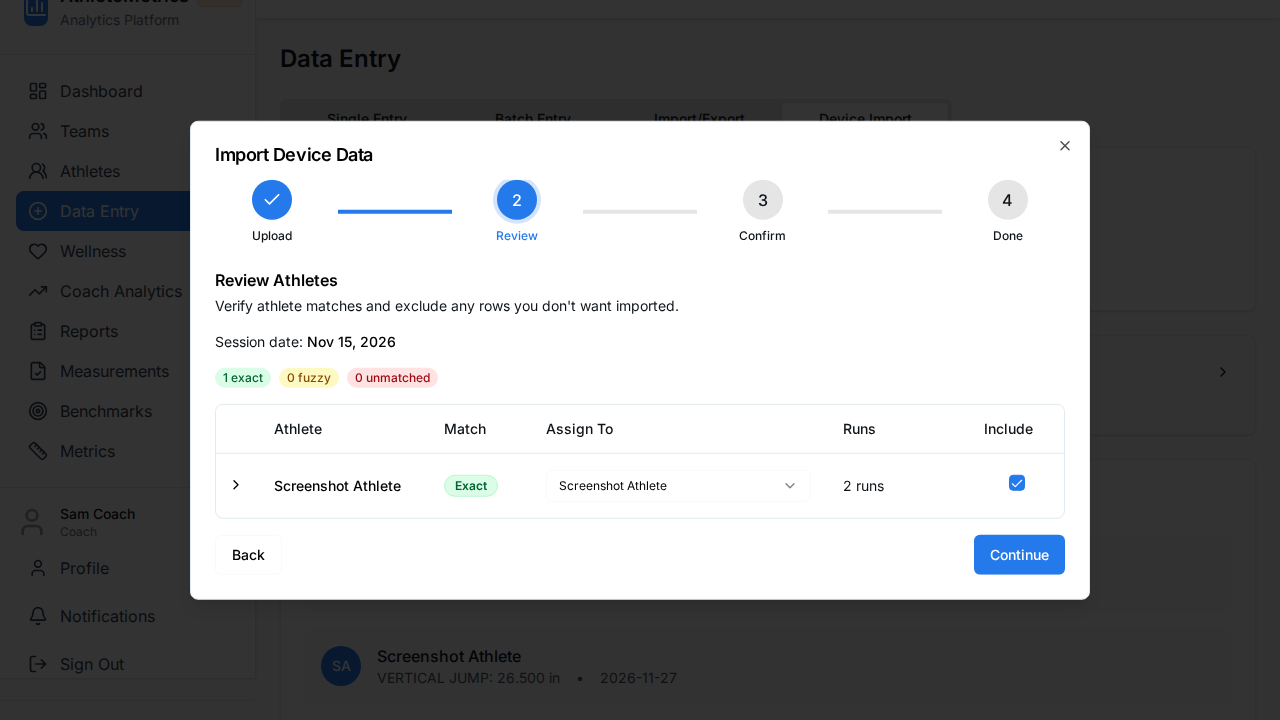 Analytics Platform
Dashboard
Teams
Athletes
Data Entry
Wellness
Coach Analytics
Reports
Measurements
Benchmarks
Metrics
Sam Coach
Coach
Profile
Notifications
Sign Out
Data Entry
Single Entry Batch Entry Import/Export Device Import
Import Device Data
2 3 4
Upload Review Confirm Done
Review Athletes
Verify athlete matches and exclude any rows you don't want imported.
Session date: Nov 15, 2026
1 exact 0 fuzzy 0 unmatched
Athlete Match Assign To Runs Include
Screenshot Athlete Exact Screenshot Athlete 2 runs
Back Continue
SA
Screenshot Athlete
VERTICAL JUMP: 26.500 in • 2026-11-27